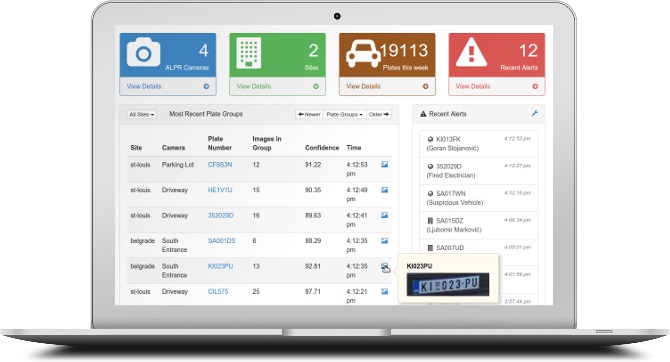 4
ALPR Cameras
View Details
2
Sites
View Details
19113
Plates this week
View Details
12
Recent Alerts
View Details
All Sites
Most Recent Plate Groups
Newer
Plate Groups
Older
Site Camera Plate Number Images in Group Confidence Time
st-louis Parking Lot CF953N 12 91.22 4:12:53 pm
st-louis Driveway HE1V1U 15 90.35 4:12:49 pm
st-louis Driveway 352029D 16 89.63 4:12:41 pm
belgrade South Entrance SA001DS 6 88.29 4:12:35 pm
belgrade South Entrance KI023PU 13 92.81 4:12:35 pm
st-louis Driveway CIL575 25 87.71 4:12:21 pm
Recent Alerts
KI013FK 4:12:53 pm
(Goran Stojanović)
352029D 4:12:27 pm
(Fired Electrician)
SA017WN 4:12:16 pm
(Suspicious Vehicle)
SA015DZ 4:08:34 pm
(Ljubomir Marković)
SA007UD 4:05:01 pm
4:01:59 pm
3:57:44 pm
KI023PU
KI 023-PU